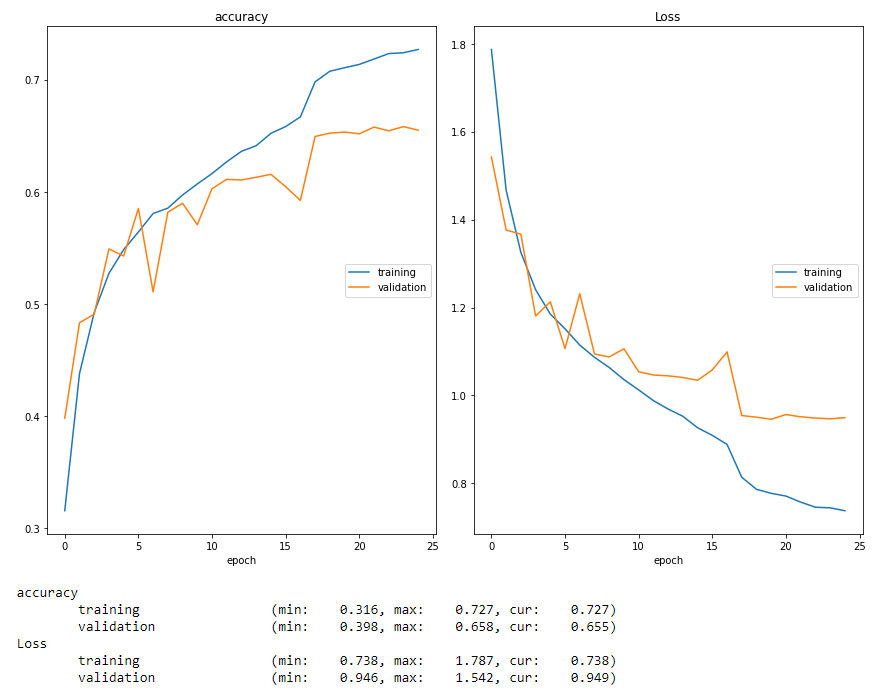 accuracy
0.7
0.6
0.5
0.4
0.3
0 5 10 15 20 25
epoch
training
validation
Loss
1.8
1.6
1.4
1.2
1.0
0.8
0 5 10 15 20 25
epoch
training
validation
accuracy
training (min: 0.316, max: 0.727, cur: 0.727)
validation (min: 0.398, max: 0.658, cur: 0.655)
Loss
training (min: 0.738, max: 1.787, cur: 0.738)
validation (min: 0.946, max: 1.542, cur: 0.949)